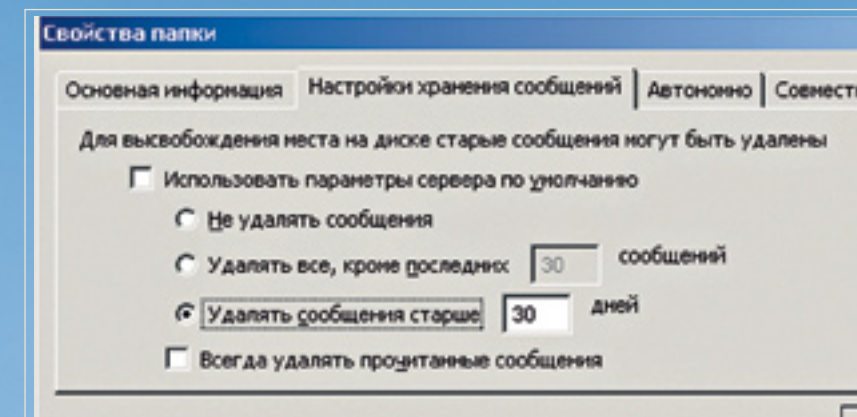 Свойства папки
Основная информация Настройки хранения сообщений Автономно
Для высвобождения места на диске старые сообщения могут быть удалены
Использовать параметры сервера по умолчанию
Не удалять сообщения
Удалять все, кроме последних 30 сообщений
Удалять сообщения старше 30 дней
Всегда удалять прочитанные сообщения